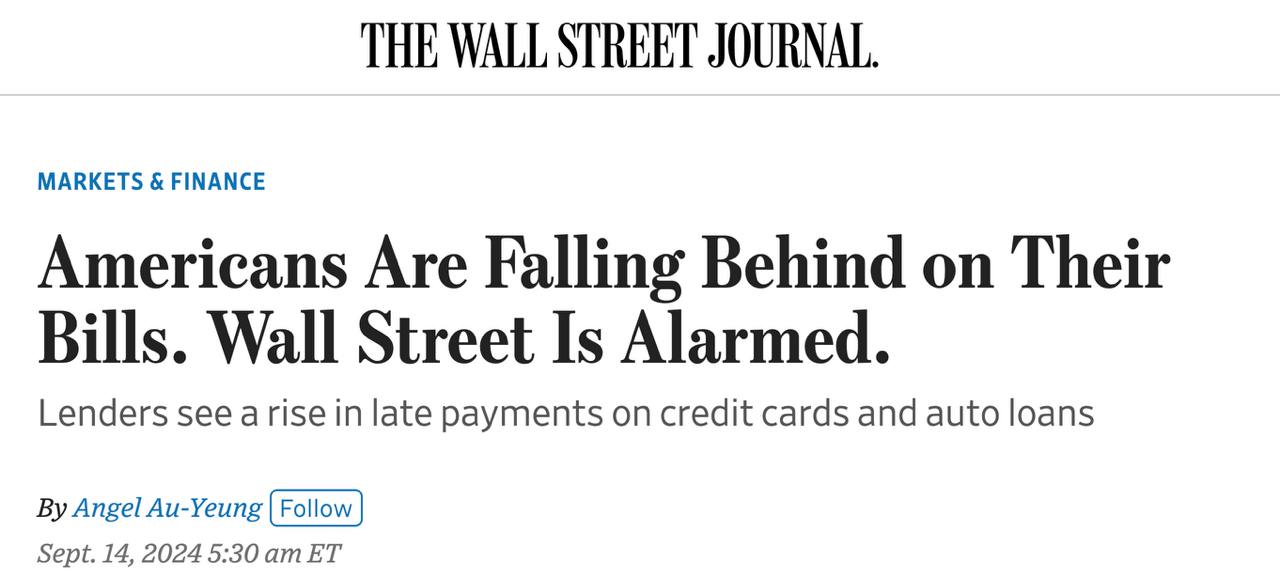 THE WALL STREET JOURNAL.
MARKETS & FINANCE
Americans Are Falling Behind on Their
Bills. Wall Street Is Alarmed.
Lenders see a rise in late payments on credit cards and auto loans
By Angel Au-Yeung Follow
Sept. 14, 2024 5:30 am ET